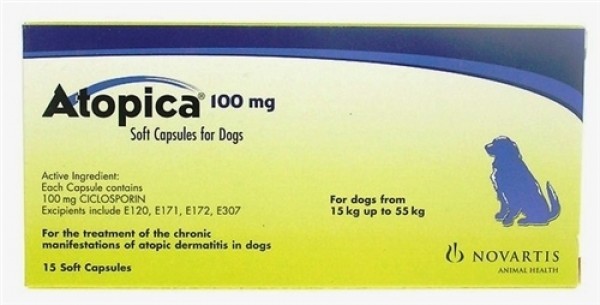 Atopica® 100 mg
Soft Capsules for Dogs
Active Ingredient:
Each Capsule contains
100 mg CICLOSPORIN
Excipients include E120, E171, E172, E307
For dogs from
15 kg up to 55 kg
For the treatment of the chronic
manifestations of atopic dermatitis in dogs
15 Soft Capsules
NOVARTIS
ANIMAL HEALTH